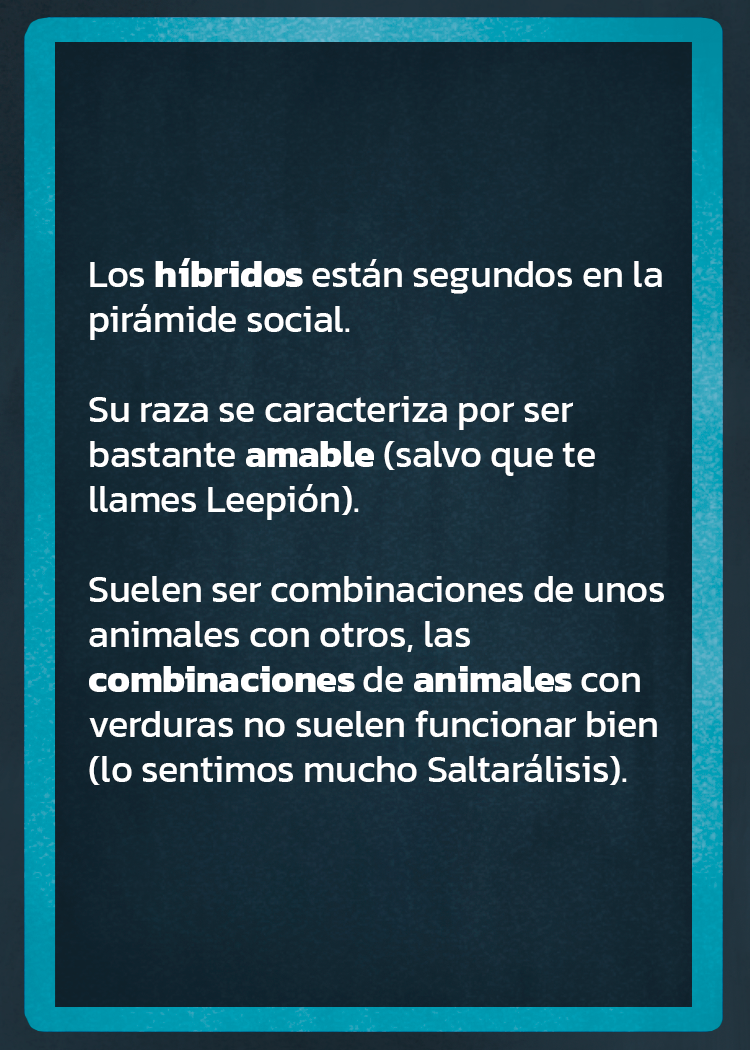 Los híbridos están segundos en la
pirámide social.
Su raza se caracteriza por ser
bastante amable (salvo que te
llames Leepión).
Suelen ser combinaciones de unos
animales con otros, las
combinaciones de animales con
verduras no suelen funcionar bien
(lo sentimos mucho Saltarálisis).